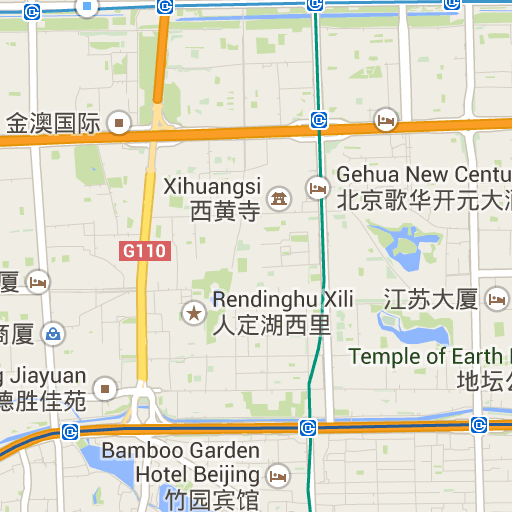 金澳国际
Xihuangsi
西黄寺
Gehua New Centu
北京歌华开元大酒
G110
厦
Rendinghu Xili
人定湖西里
江苏大厦
商厦
Temple of Earth
地坛公
g Jiayuan
德胜佳苑
Bamboo Garden
Hotel Beijing
竹园宾馆